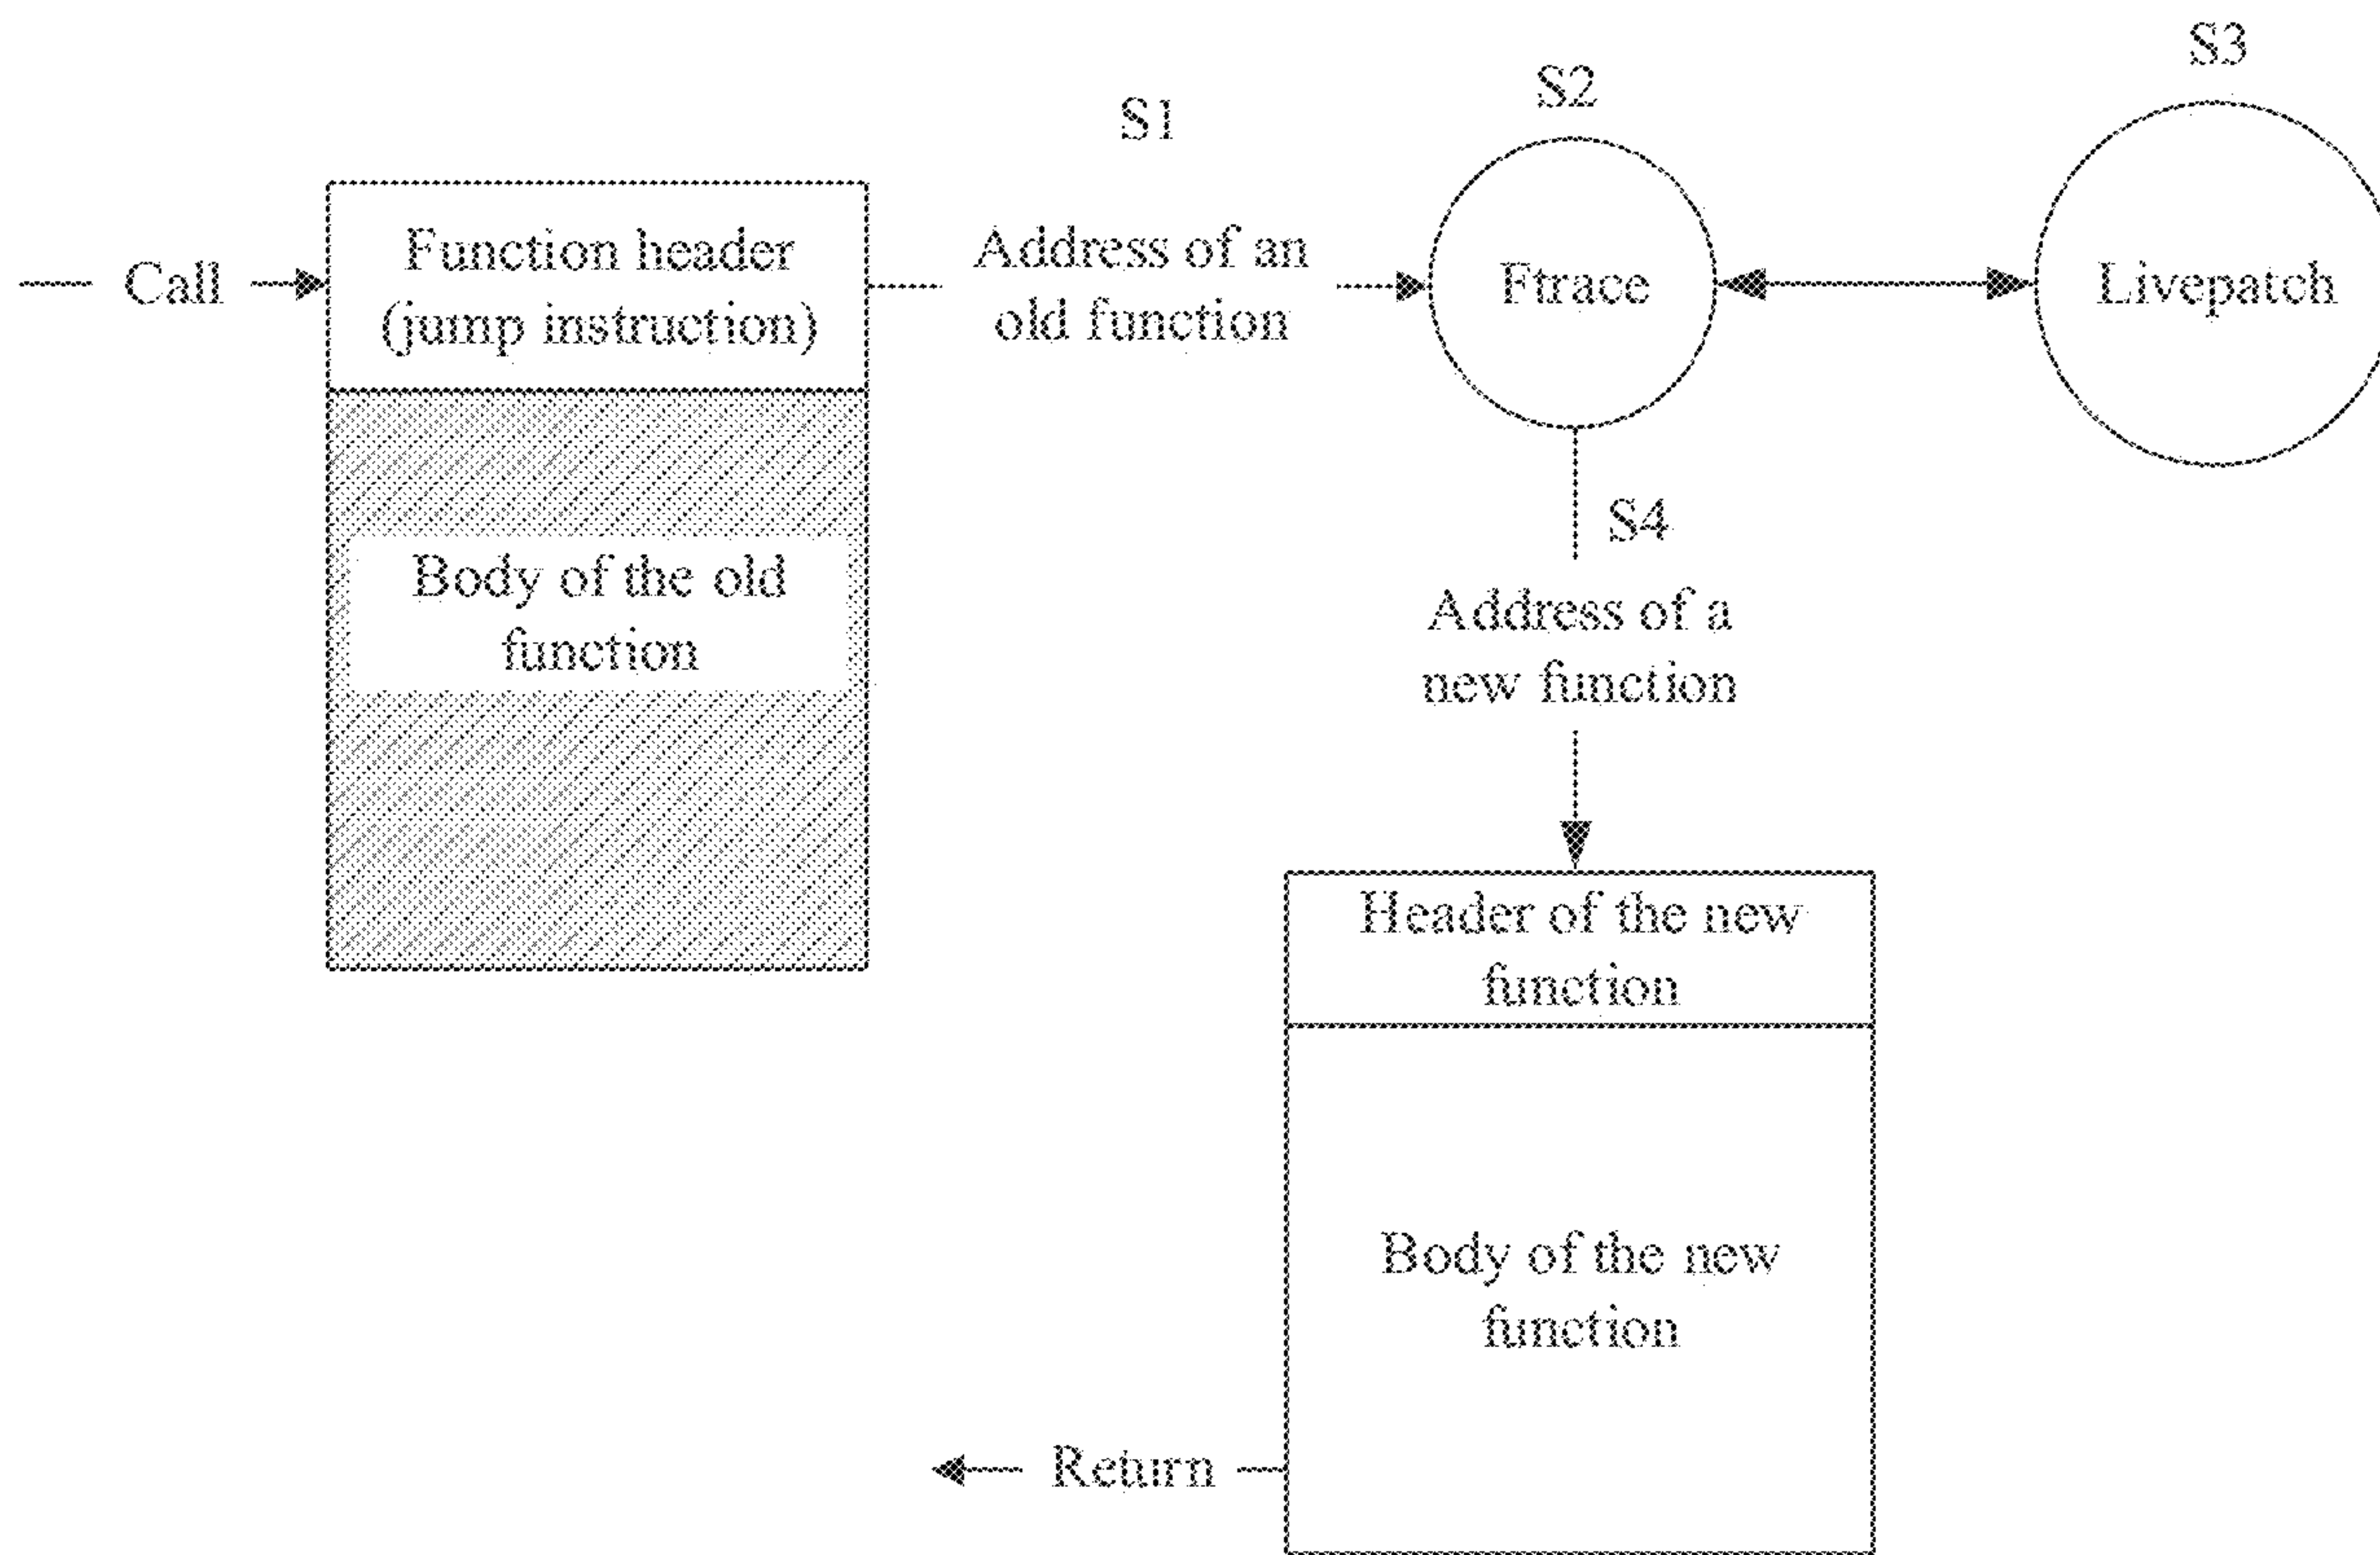 S1
S2
S3
Call
Function header
(jump instruction)
Address of an
old function
Ftrace
Livepatch
Body of the old
function
S4
Address of a
new function
Header of the new
function
Body of the new
function
Return